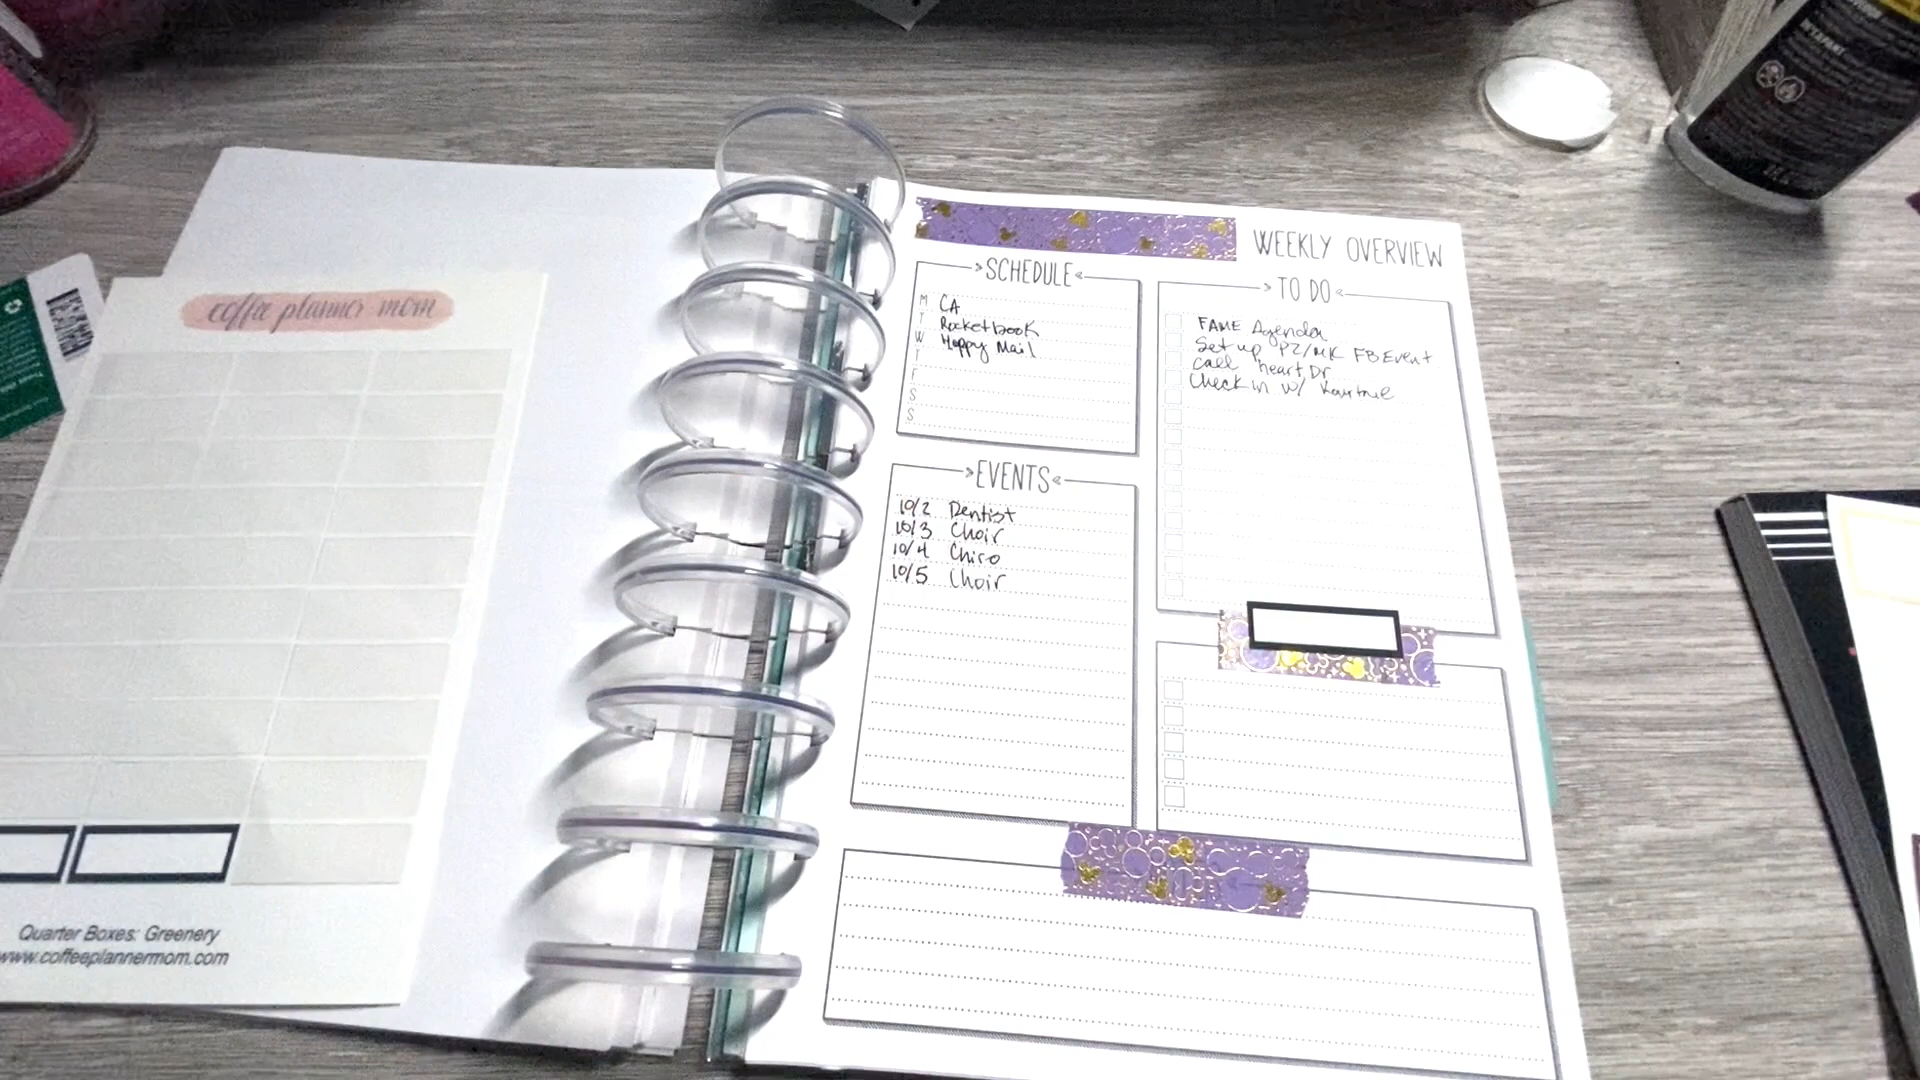 coffee planner mom
Quarter Boxes: Greenery
www.coffeeplannermom.com
WEEKLY OVERVIEW
SCHEDULE
M CA
T Rocketbook
W Happy Mail
T
F
S
S
TO DO
FAME Agenda
Set up PZ/MK FB Event
Call heart Dr
Check in w/
EVENTS
10/2 Dentist
10/3 Choir
10/4 Chiro
10/5 Choir